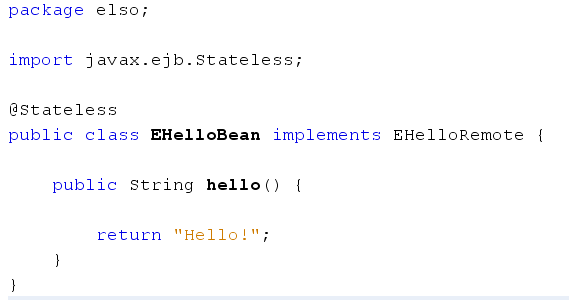 package elso;
import javax.ejb.Stateless;
@Stateless
public class EHelloBean implements EHelloRemote {
public String hello() {
return "Hello!";
}
}